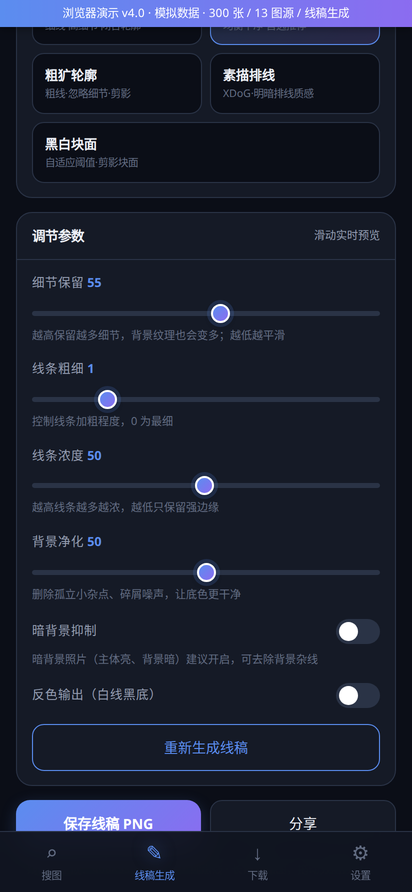 浏览器演示 v4.0 · 模拟数据 · 300 张 / 13 图源 / 线稿生成
粗犷轮廓
粗线·忽略细节·剪影
素描排线
XDoG·明暗排线质感
黑白块面
自适应阈值·剪影块面
调节参数
滑动实时预览
细节保留 55
越高保留越多细节，背景纹理也会变多；越低越平滑
线条粗细 1
控制线条加粗程度，0 为最细
线条浓度 50
越高线条越多越浓，越低只保留强边缘
背景净化 50
删除孤立小杂点、碎屑噪声，让底色更干净
暗背景抑制
暗背景照片（主体亮、背景暗）建议开启，可去除背景杂线
反色输出（白线黑底）
重新生成线稿
保存线稿 PNG
分享
搜图
线稿生成
下载
设置